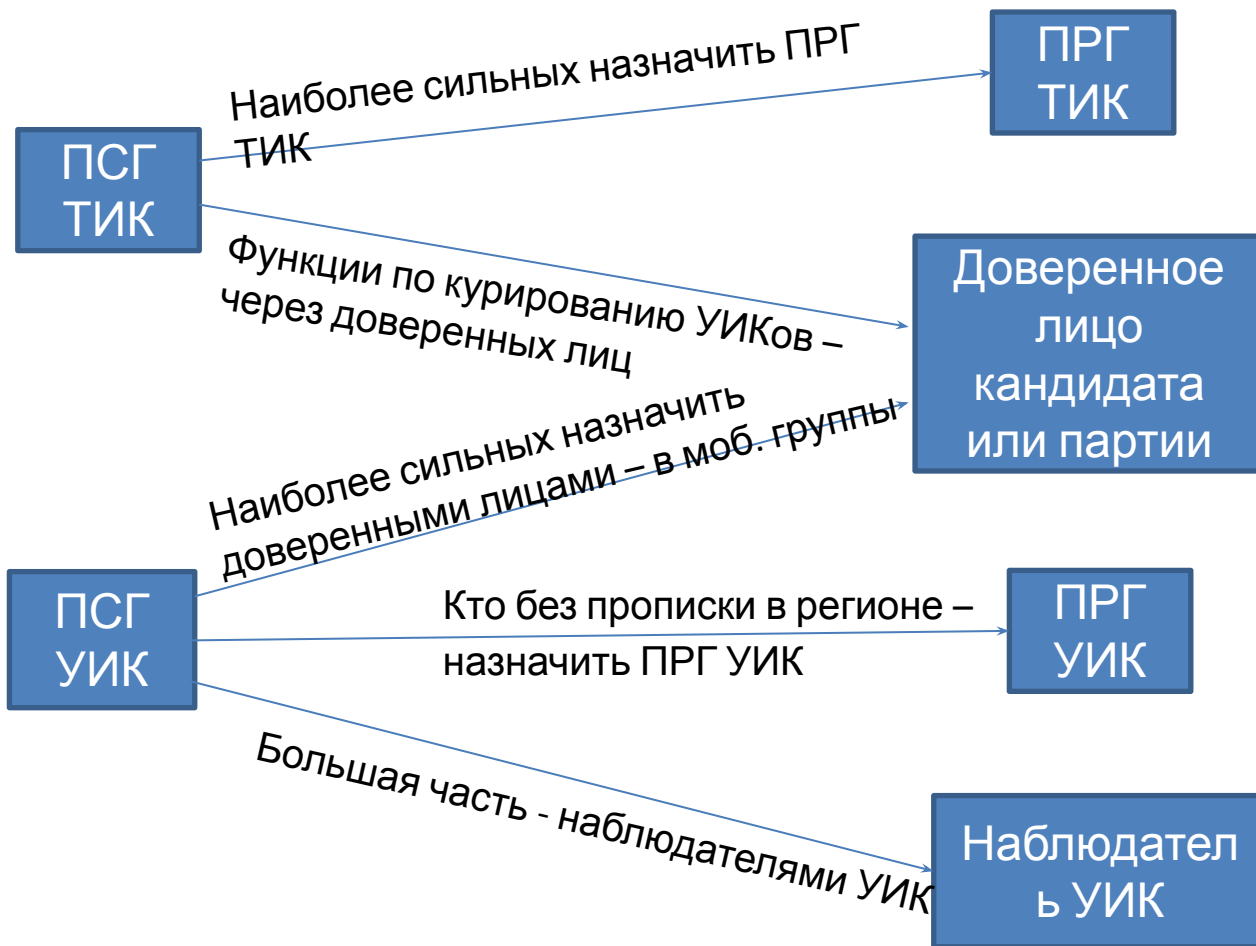 Наиболее сильных назначить ПРГ
ТИК
ПРГ
ТИК
ПСГ
ТИК
Функции по курированию УИКов –
через доверенных лиц
Доверенное
лицо
кандидата
или партии
Наиболее сильных назначить
доверенными лицами – в моб. группы
ПСГ
УИК
Кто без прописки в регионе –
назначить ПРГ УИК
ПРГ
УИК
Большая часть - наблюдателями УИК
Наблюдател
ь УИК